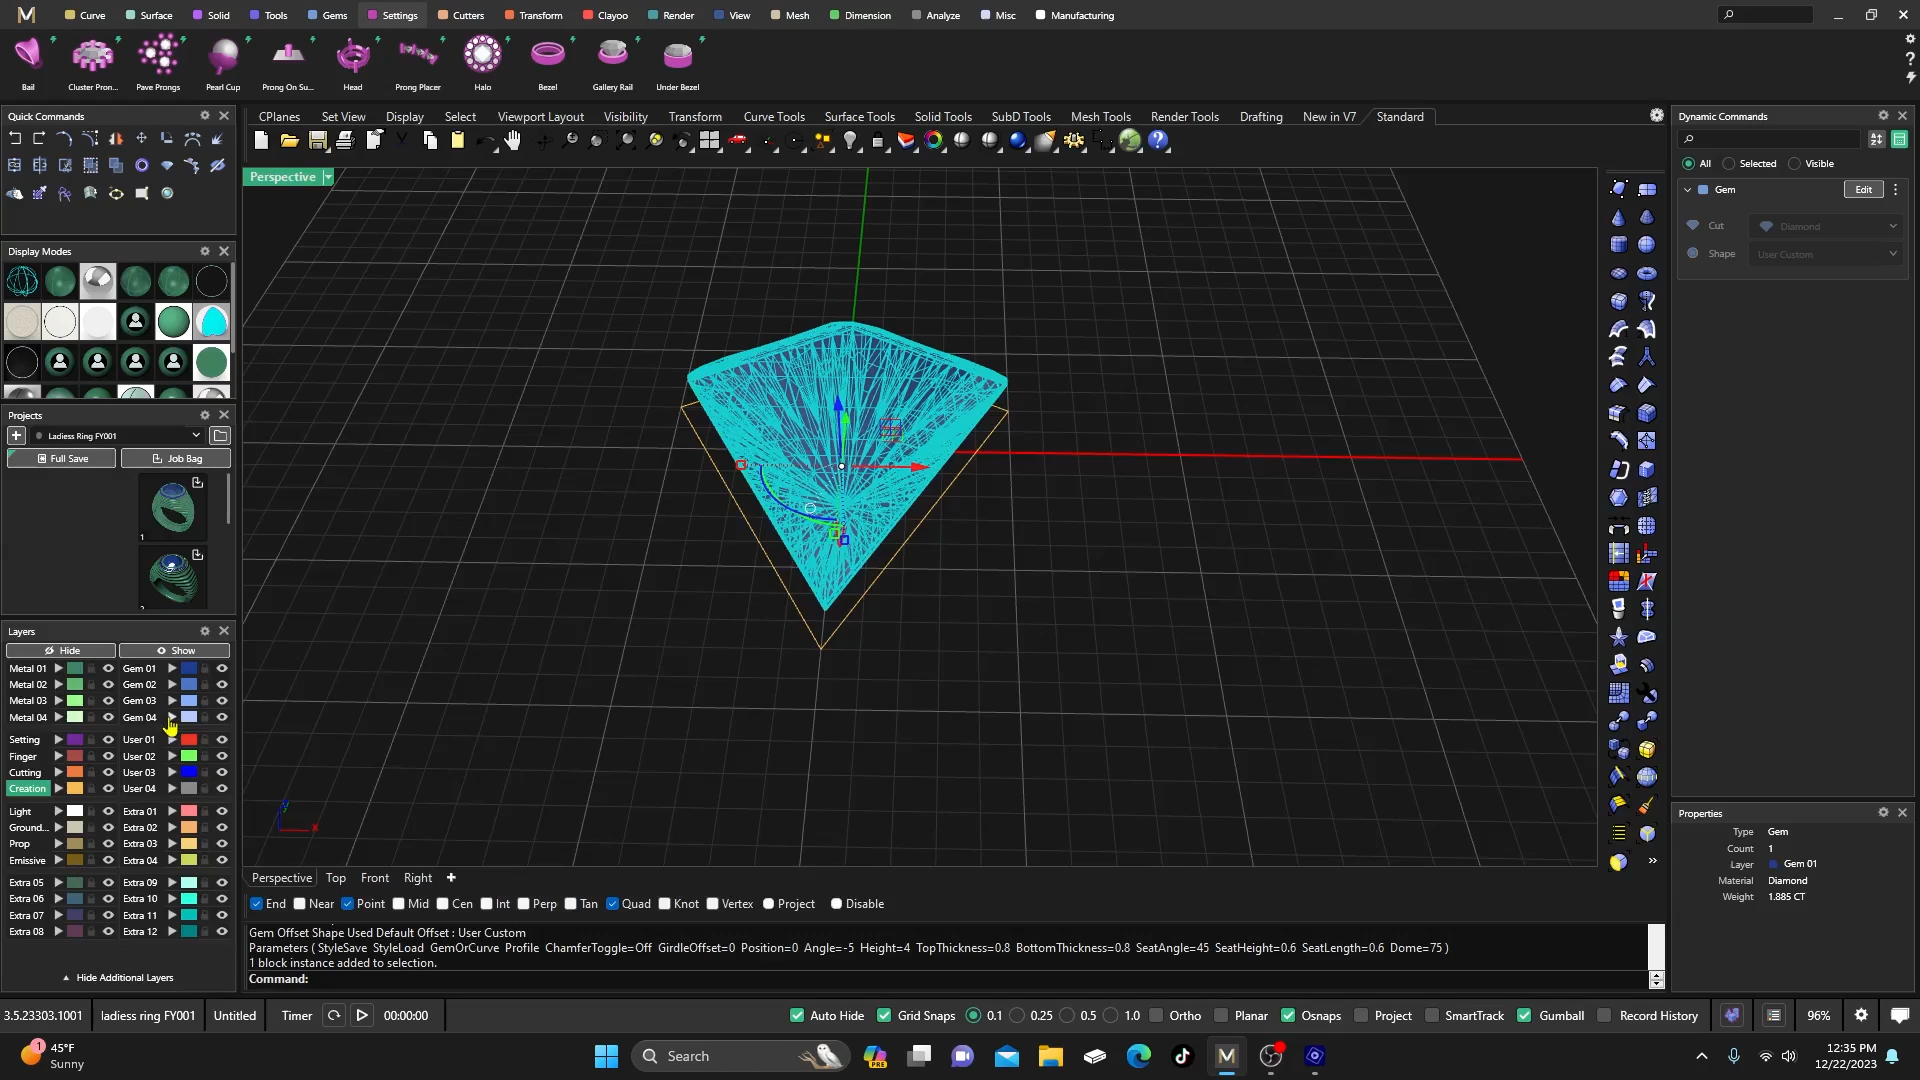 Curve Surface Solid Tools Gems Settings Cutters Transform Clayoo Render View Mesh Dimension Analyze Misc Manufacturing
Bail Cluster Pron... Pave Prongs Pearl Cup Prong On Su... Head Prong Placer Halo Bezel Gallery Rail Under Bezel
Quick Commands
CPlanes Set View Display Select Viewport Layout Visibility Transform Curve Tools Surface Tools Solid Tools SubD Tools Mesh Tools Render Tools Drafting New in V7 Standard
Dynamic Commands
All Selected Visible
Gem Edit
Cut Diamond
Shape User Custom
Perspective
Display Modes
Projects
Ladiess Ring FY001
Full Save Job Bag
1
2
Layers
Hide Show
Metal 01 Gem 01
Metal 02 Gem 02
Metal 03 Gem 03
Metal 04 Gem 04
Setting User 01
Finger User 02
Cutting User 03
Creation User 04
Light Extra 01
Ground... Extra 02
Prop Extra 03
Emissive Extra 04
Extra 05 Extra 09
Extra 06 Extra 10
Extra 07 Extra 11
Extra 08 Extra 12
Hide Additional Layers
y
x
Perspective Top Front Right
End Near Point Mid Cen Int Perp Tan Quad Knot Vertex Project Disable
Gem Offset Shape Used Default Offset : User Custom
Parameters ( StyleSave StyleLoad GemOrCurve Profile ChamferToggle=Off GirdleOffset=0 Position=0 Angle=-5 Height=4 TopThickness=0.8 BottomThickness=0.8 SeatAngle=45 SeatHeight=0.6 SeatLength=0.6 Dome=75 )
1 block instance added to selection.
Command:
Properties
Type Gem
Count 1
Layer Gem 01
Material Diamond
Weight 1.885 CT
3.5.23303.1001 ladiess ring FY001 Untitled Timer 00:00:00 Auto Hide Grid Snaps 0.1 0.25 0.5 1.0 Ortho Planar Osnaps Project SmartTrack Gumball Record History 96%
1
45°F
Sunny
Search
PRE
12:35 PM
12/22/2023